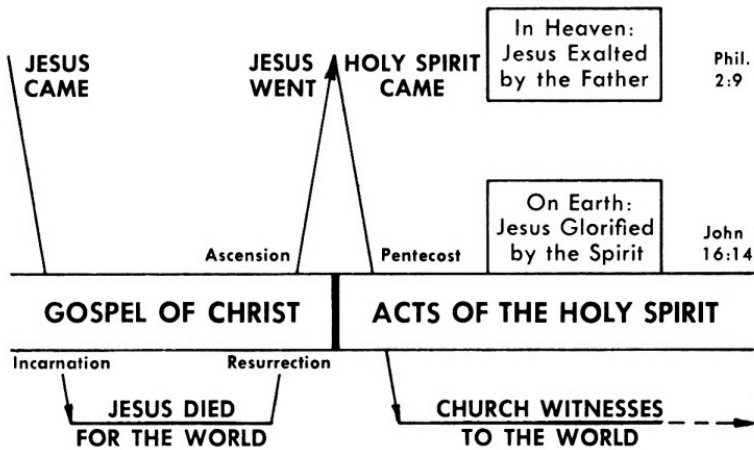 JESUS
CAME
JESUS
WENT
HOLY SPIRIT
CAME
In Heaven:
Jesus Exalted
by the Father
Phil.
2:9
On Earth:
Jesus Glorified
by the Spirit
John
16:14
Ascension
Pentecost
GOSPEL OF CHRIST
ACTS OF THE HOLY SPIRIT
Incarnation
Resurrection
JESUS DIED
FOR THE WORLD
CHURCH WITNESSES
TO THE WORLD